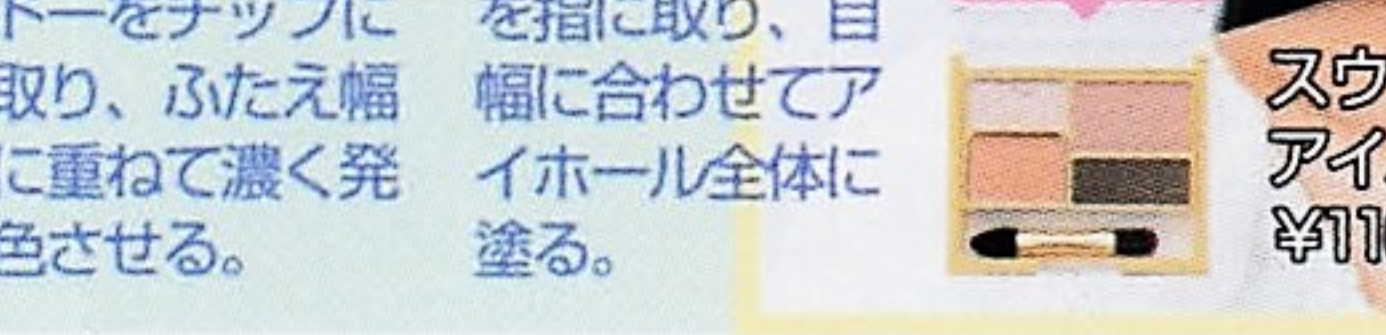 トーをチップに
取り、ふたえ幅
に重ねて濃く発
色させる。
を指に取り、目
幅に合わせてア
イホール全体に
塗る。
スウ
アイ
¥11